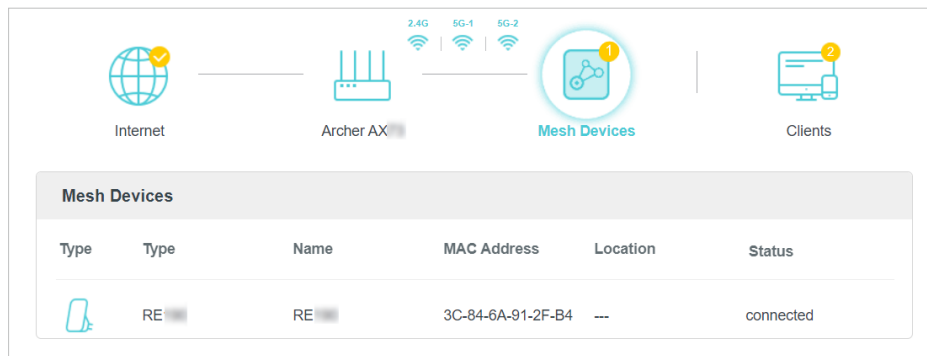 2.4G 5G-1 5G-2
1
2
Internet
Archer AX
Mesh Devices
Clients
Mesh Devices
Type Type Name MAC Address Location Status
RE RE 3C-84-6A-91-2F-B4 --- connected